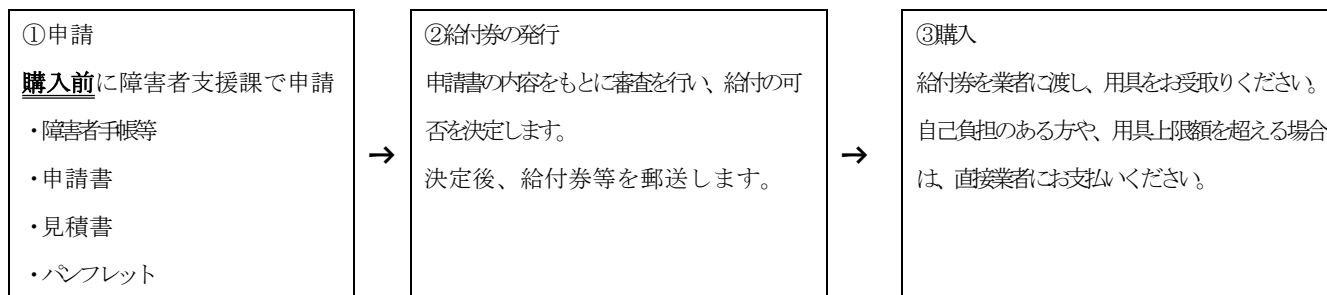 ①申請
購入前に障害者支援課で申請
・障害者手帳等
・申請書
・見積書
・パンフレット
→
②給付券の発行
申請書の内容をもとに審査を行い、給付の可
否を決定します。
決定後、給付券等を郵送します。
→
③購入
給付券を業者に渡し、用具をお受取りください。
自己負担のある方や、用具上限額を超える場合
は、直接業者にお支払いください。